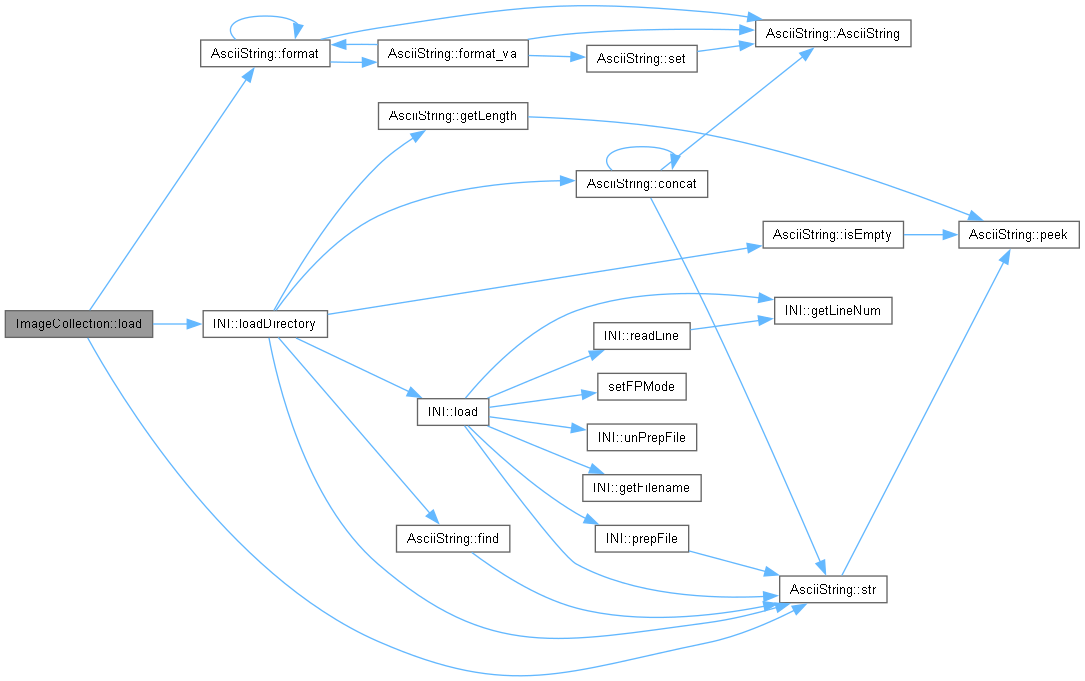 AsciiString::AsciiString
AsciiString::format
AsciiString::format_va
AsciiString::set
AsciiString::getLength
AsciiString::concat
AsciiString::isEmpty
AsciiString::peek
ImageCollection::load
INI::loadDirectory
INI::getLineNum
INI::readLine
setFPMode
INI::load
INI::unPrepFile
INI::getFilename
AsciiString::find
INI::prepFile
AsciiString::str